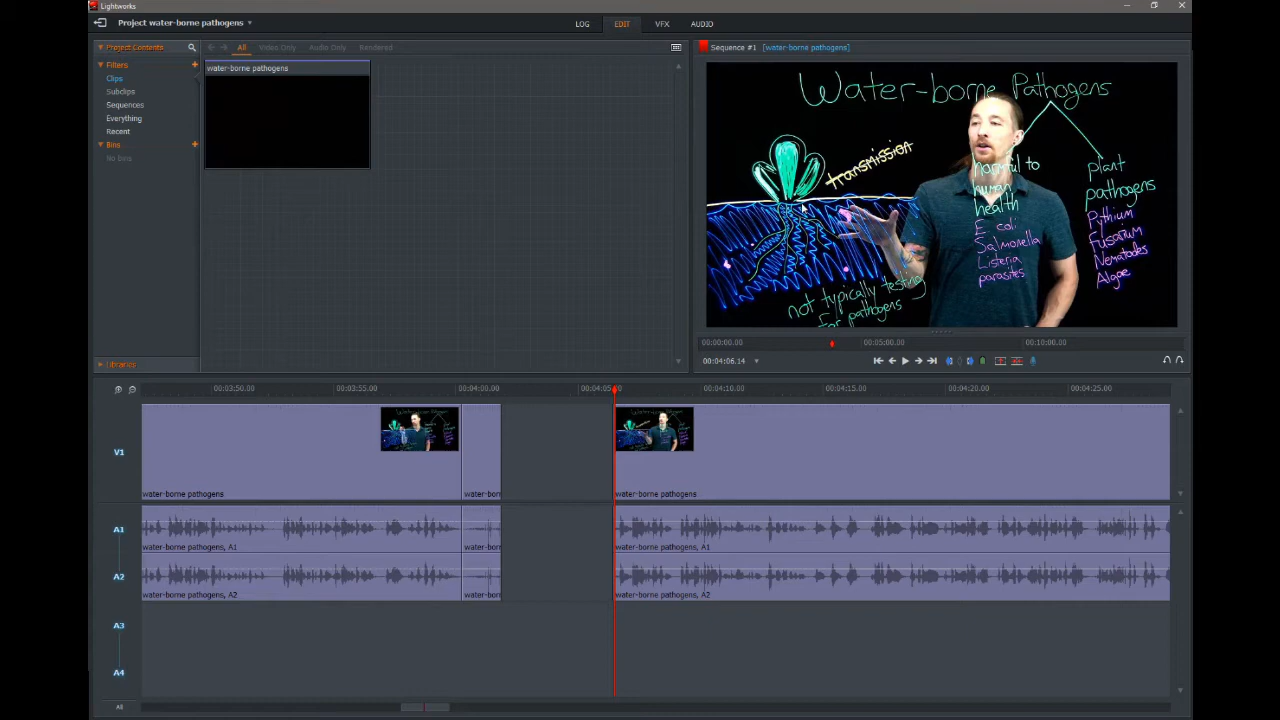 Lightworks
Project water-borne pathogens
LOG
EDIT
VFX
AUDIO
Project Contents
All
Video Only
Audio Only
Rendered
Filters
Clips
Subclips
Sequences
Everything
Recent
Bins
No Bins
Libraries
water-borne pathogens
Sequence #1 [water-borne pathogens]
Water-borne Pathogens
transmission
harmful to
human
health
E. coli
Salmonella
Listeria
parasites
Plant
pathogens
Pythium
Fusarium
Nematodes
Algae
not typically testing
for pathogens
00:00:00.00
00:05:00.00
00:10:00.00
00:04:06.14
00:03:50.00
00:03:55.00
00:04:00.00
00:04:05.00
00:04:10.00
00:04:15.00
00:04:20.00
00:04:25.00
V1
water-borne pathogens
water-born
water-borne pathogens
A1
water-borne pathogens, A1
water-born
water-borne pathogens, A1
A2
water-borne pathogens, A2
water-born
water-borne pathogens, A2
A3
A4
All